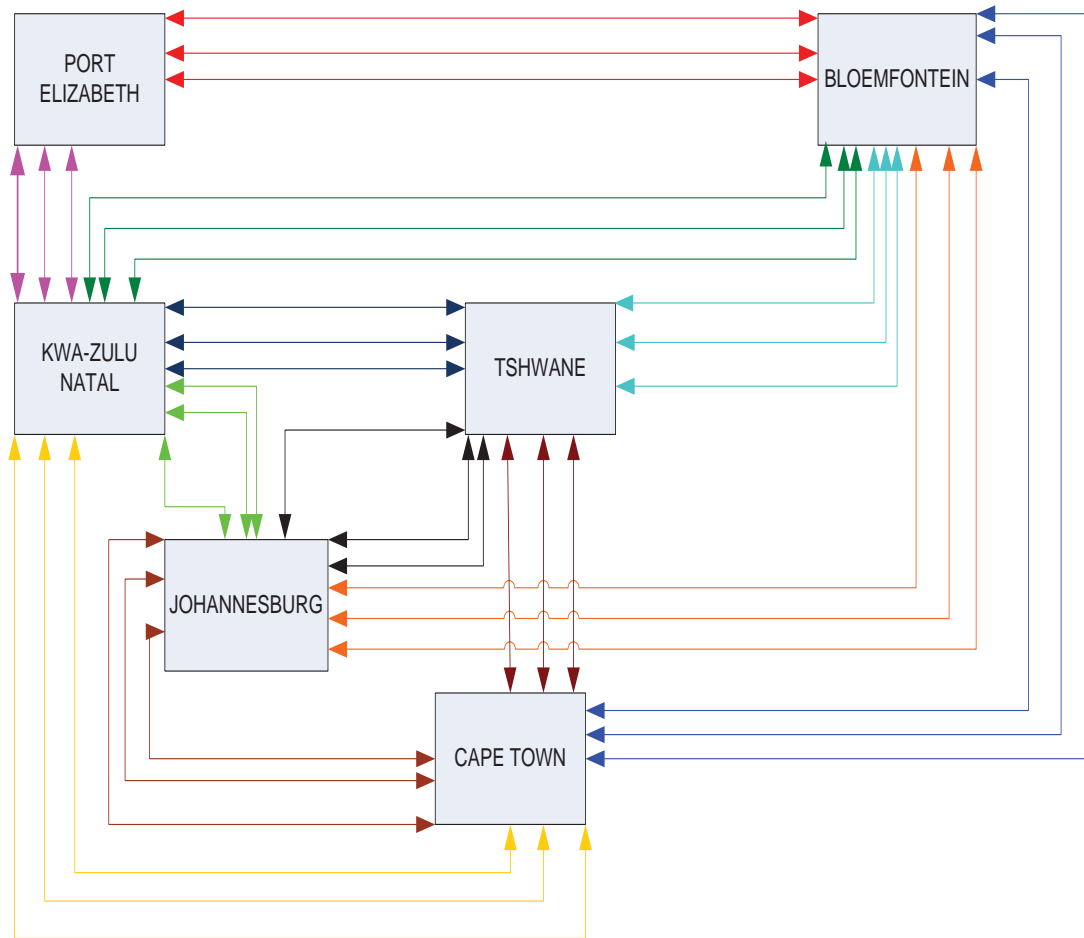 PORT
ELIZABETH
BLOEMFONTEIN
KWA-ZULU
NATAL
TSHWANE
JOHANNESBURG
CAPE TOWN